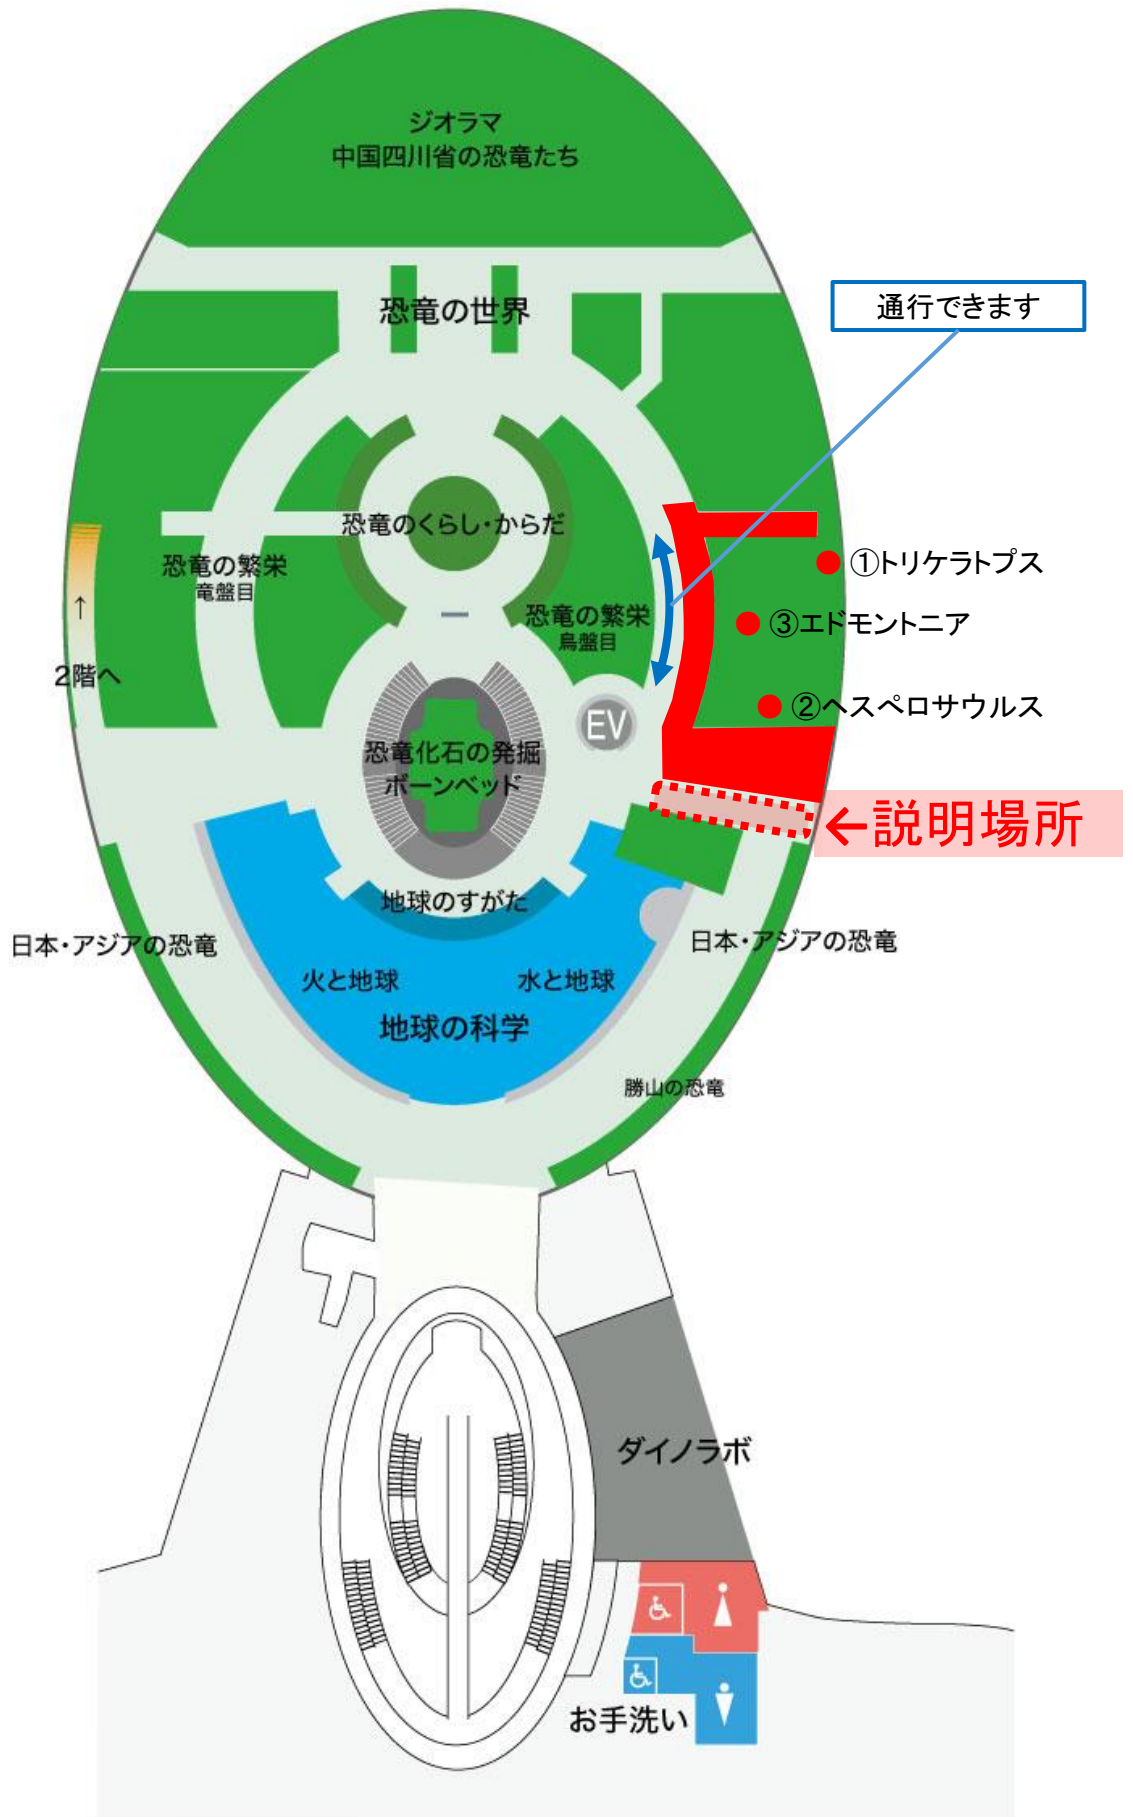 ジオラマ
中国四川省の恐竜たち
恐竜の世界
通行できます
恐竜のくらし・からだ
恐竜の繁栄
竜盤目
①トリケラトプス
恐竜の繁栄
鳥盤目
③エドモントニア
↑
2階へ
②ヘスペロサウルス
EV
恐竜化石の発掘
ボーンベッド
←説明場所
地球のすがた
日本・アジアの恐竜
日本・アジアの恐竜
火と地球
水と地球
地球の科学
勝山の恐竜
ダイノラボ
お手洗い